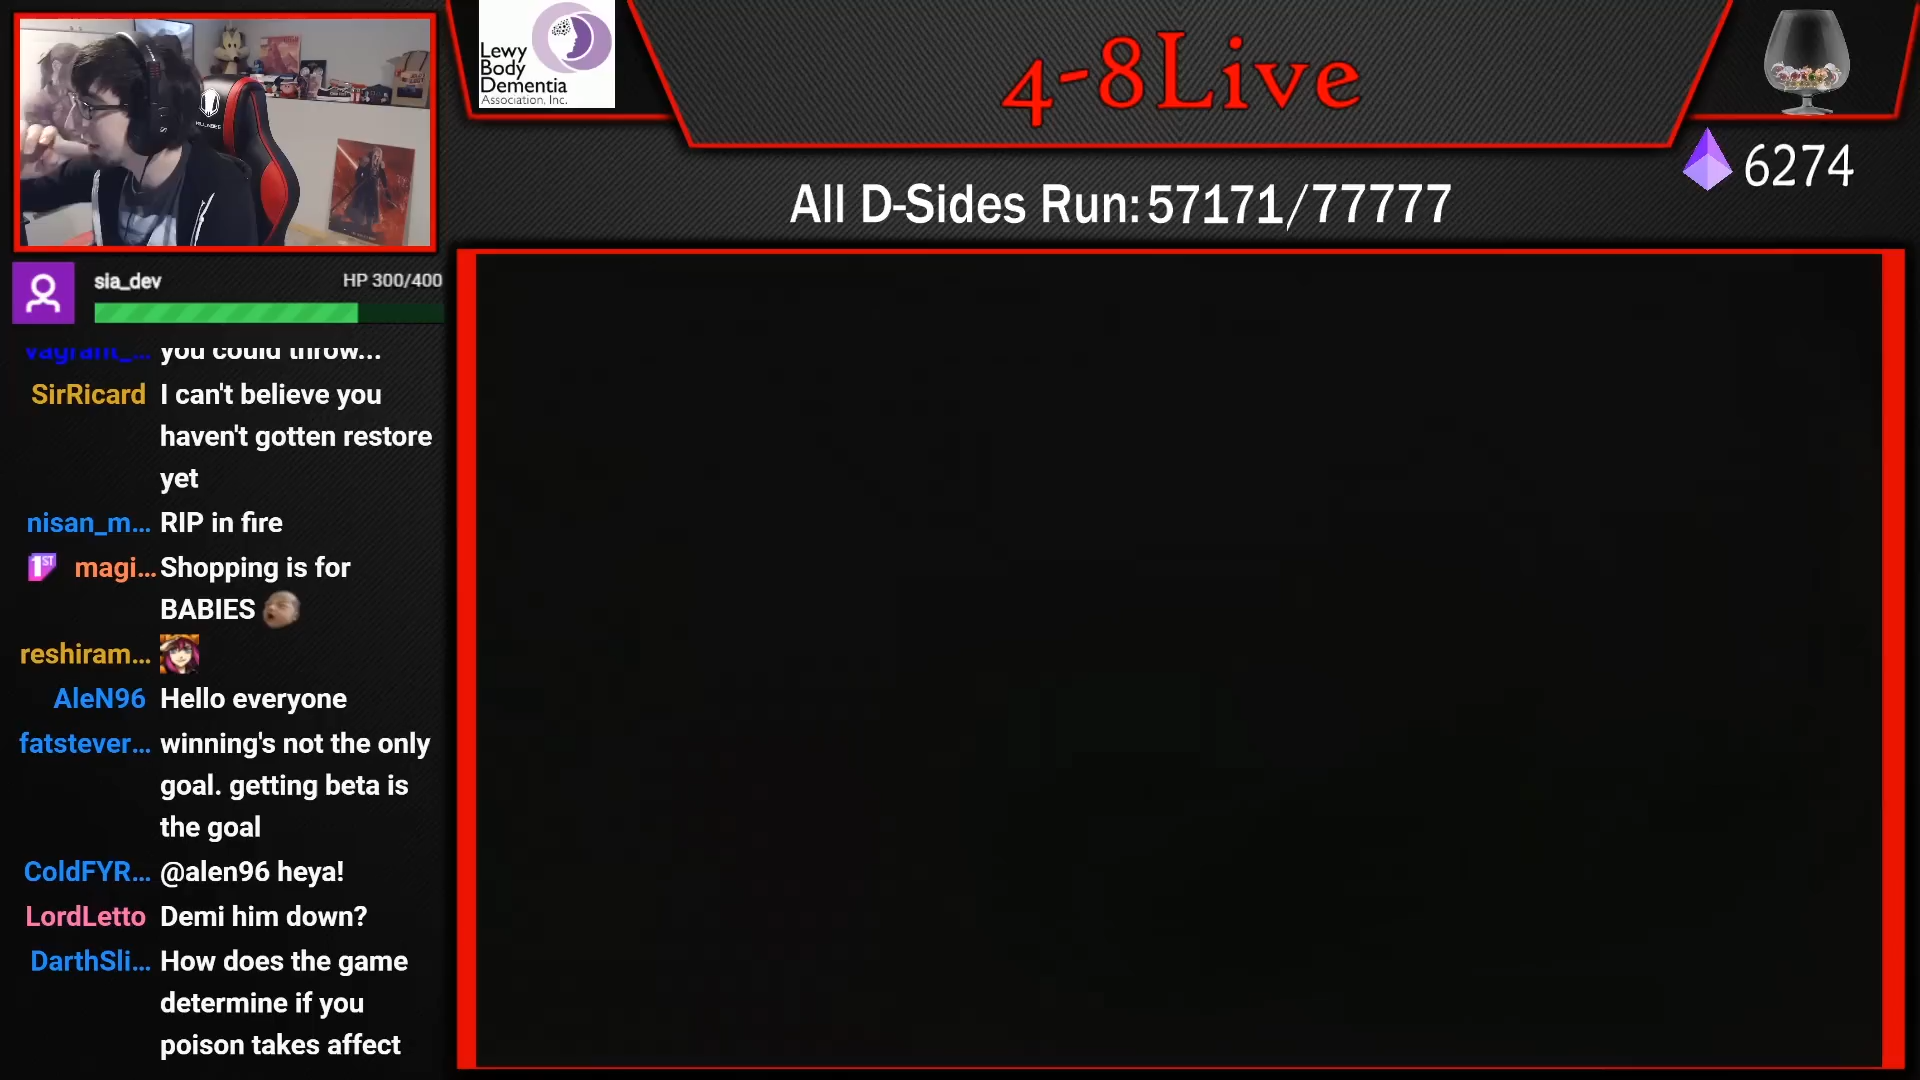 Lewy
Body
Dementia
Association, Inc.
4-8Live
6274
All D-Sides Run: 57171/77777
sia_dev HP 300/400
vagrant_... you could throw...
SirRicard I can't believe you
haven't gotten restore
yet
nisan_m... RIP in fire
1ST magi... Shopping is for
BABIES
reshiram...
AleN96 Hello everyone
fatstever... winning's not the only
goal. getting beta is
the goal
ColdFYR... @alen96 heya!
LordLetto Demi him down?
DarthSli... How does the game
determine if you
poison takes affect